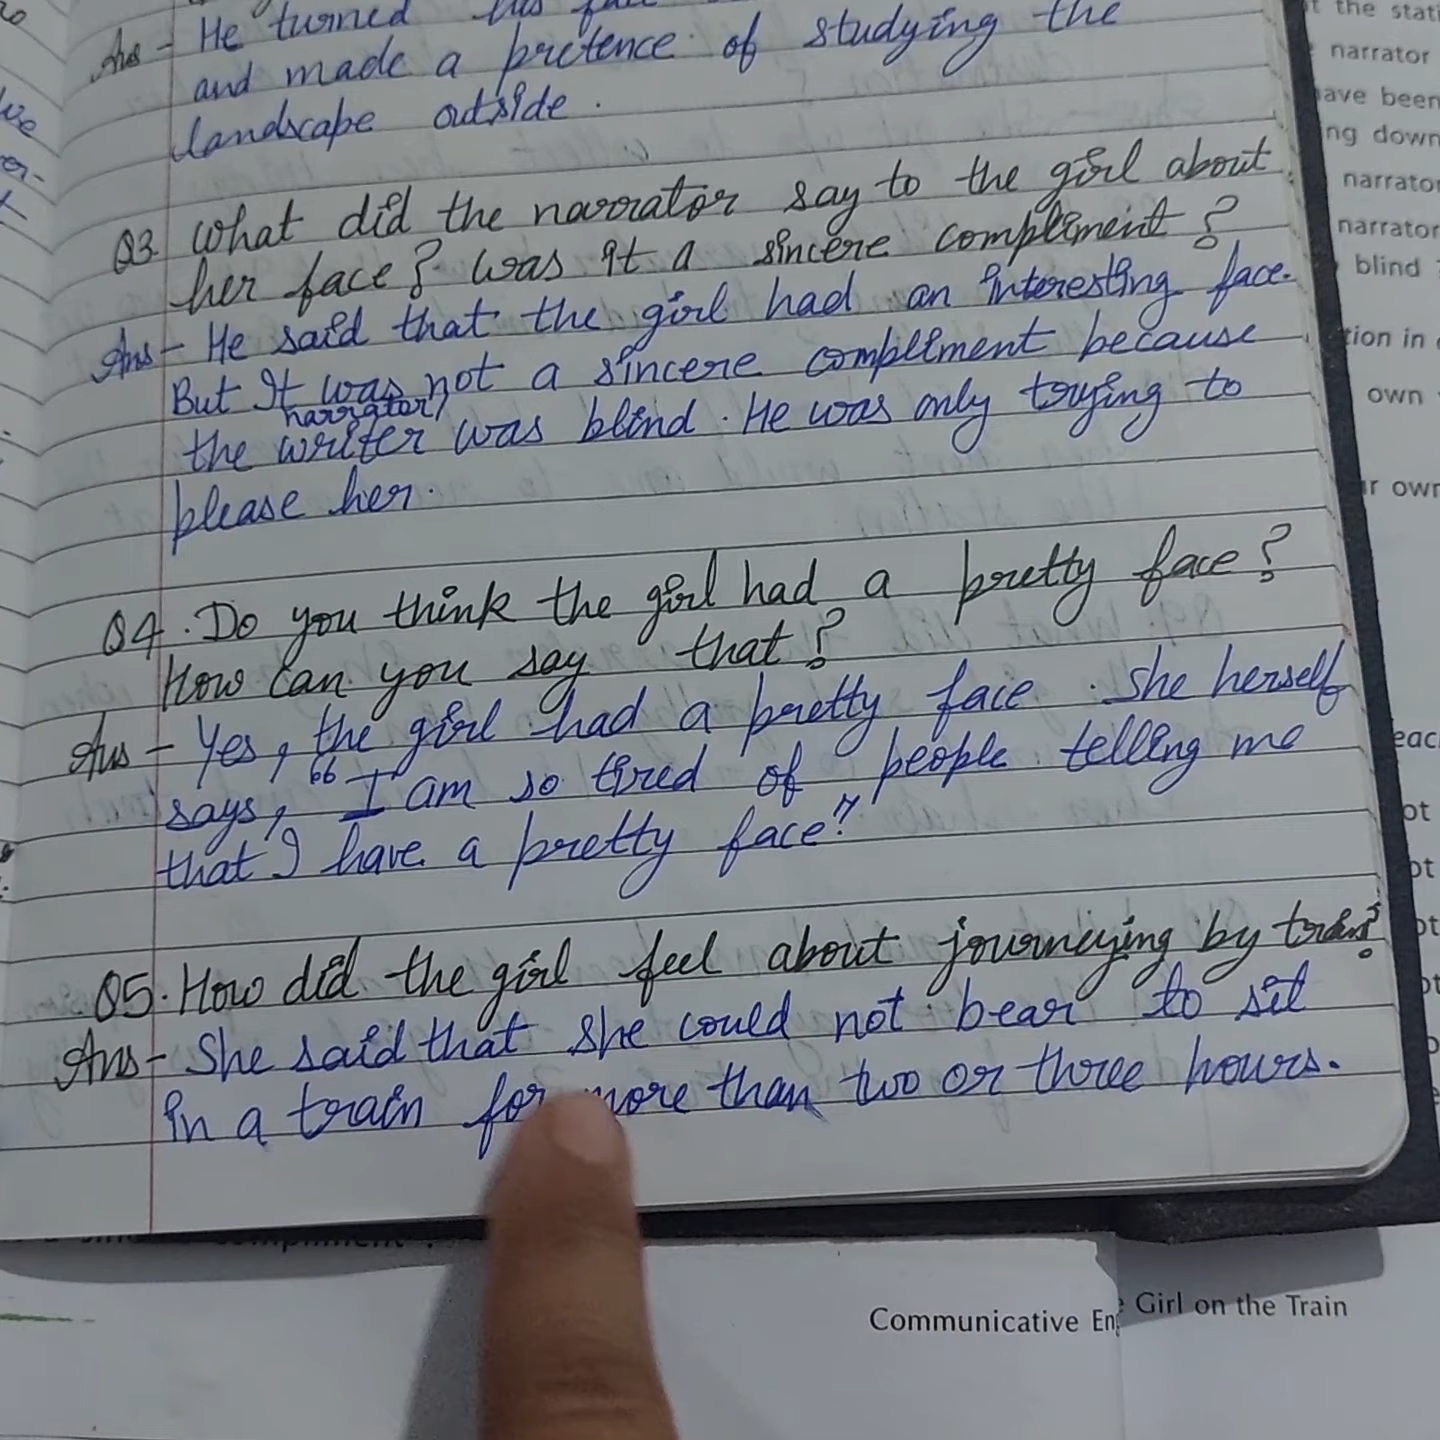 Ans - He turned his
and made a pretence of studying the
landscape outside.
Q3. What did the narrator say to the girl about
her face? was it a sincere compliment?
Ans - He said that the girl had an interesting face.
But It was not a sincere compliment because
narrator/
the writer was blind. He was only trying to
please her.
Q4. Do you think the girl had a pretty face?
How can you say that?
Ans - Yes, the girl had a pretty face. She herself
says, "I am so tired of people telling me
that I have a pretty face."
Q5. How did the girl feel about journeying by train?
Ans - She said that she could not bear to sit
in a train for more than two or three hours.
the stati
narrator
ave been
ng down
narrator
narrator
blind ?
tion in
own
r own
eac
ot
ot
ot
compliment
Communicative Eng
Girl on the Train